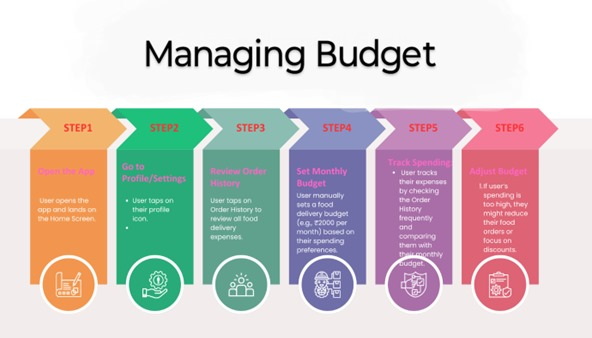 Managing Budget
STEP1
STEP2
STEP3
STEP4
STEP5
STEP6
Open the App
User opens the
app and lands on
the Home Screen.
Go to
Profile/Settings
• User taps on
their profile
icon.
•
Review Order
History
User taps on
Order History to
review all food
delivery
expenses.
Set Monthly
Budget
User manually
sets a food
delivery budget
(e.g., ₹2000 per
month) based on
their spending
preferences.
Track Spending:
• User tracks
their expenses
by checking
the Order
History
frequently
and
comparing
them with
their monthly
budget.
Adjust Budget
1.If user's
spending is
too high, they
might reduce
their food
orders or
focus on
discounts.